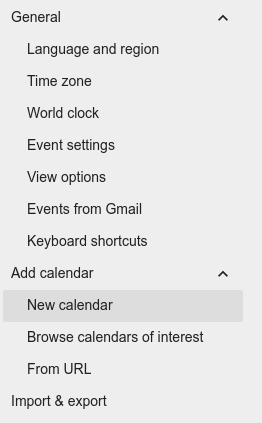 General
Language and region
Time zone
World clock
Event settings
View options
Events from Gmail
Keyboard shortcuts
Add calendar
New calendar
Browse calendars of interest
From URL
Import & export